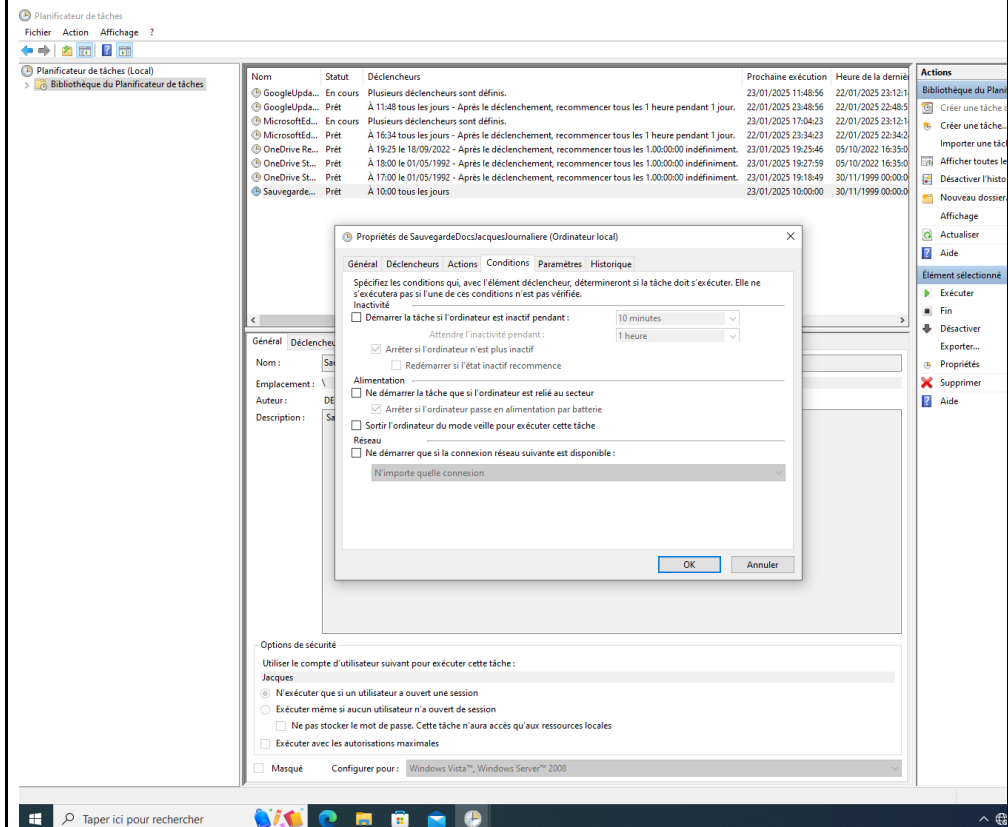 Planificateur de tâches
Fichier Action Affichage ?
Planificateur de tâches (Local)
Bibliothèque du Planificateur de tâches
Nom Statut Déclencheurs Prochaine exécution Heure de la derniè
GoogleUpda... En cours Plusieurs déclencheurs sont définis. 23/01/2025 11:48:56 22/01/2025 23:12:1
GoogleUpda... Prêt À 11:48 tous les jours - Après le déclenchement, recommencer tous les 1 heure pendant 1 jour. 22/01/2025 23:48:56 22/01/2025 22:48:5
MicrosoftEd... En cours Plusieurs déclencheurs sont définis. 23/01/2025 17:04:23 22/01/2025 23:12:1
MicrosoftEd... Prêt À 16:34 tous les jours - Après le déclenchement, recommencer tous les 1 heure pendant 1 jour. 22/01/2025 23:34:23 22/01/2025 22:34:2
OneDrive Re... Prêt À 19:25 le 18/09/2022 - Après le déclenchement, recommencer tous les 1.00:00:00 indéfiniment. 23/01/2025 19:25:46 05/10/2022 16:35:0
OneDrive St... Prêt À 18:00 le 01/05/1992 - Après le déclenchement, recommencer tous les 1.00:00:00 indéfiniment. 23/01/2025 19:27:59 05/10/2022 16:35:0
OneDrive St... Prêt À 17:00 le 01/05/1992 - Après le déclenchement, recommencer tous les 1.00:00:00 indéfiniment. 23/01/2025 19:18:49 30/11/1999 00:00:0
Sauvegarde... Prêt À 10:00 tous les jours 23/01/2025 10:00:00 30/11/1999 00:00:0
Propriétés de SauvegardeDocsJacquesJournaliere (Ordinateur local)
Général Déclencheurs Actions Conditions Paramètres Historique
Spécifiez les conditions qui, avec l'élément déclencheur, détermineront si la tâche doit s'exécuter. Elle ne
s'exécutera pas si l'une de ces conditions n'est pas vérifiée.
Inactivité
Démarrer la tâche si l'ordinateur est inactif pendant : 10 minutes
Attendre l'inactivité pendant : 1 heure
Arrêter si l'ordinateur n'est plus inactif
Redémarrer si l'état inactif recommence
Alimentation
Ne démarrer la tâche que si l'ordinateur est relié au secteur
Arrêter si l'ordinateur passe en alimentation par batterie
Sortir l'ordinateur du mode veille pour exécuter cette tâche
Réseau
Ne démarrer que si la connexion réseau suivante est disponible :
N'importe quelle connexion
OK Annuler
Général Déclencheu
Nom : Sau
Emplacement : \
Auteur : DE
Description : Sa
Options de sécurité
Utiliser le compte d'utilisateur suivant pour exécuter cette tâche :
Jacques
N'exécuter que si un utilisateur a ouvert une session
Exécuter même si aucun utilisateur n'a ouvert de session
Ne pas stocker le mot de passe. Cette tâche n'aura accès qu'aux ressources locales
Exécuter avec les autorisations maximales
Masqué Configurer pour : Windows Vista™, Windows Server™ 2008
Actions
Bibliothèque du Plani
Créer une tâche d
Créer une tâche...
Importer une tâc
Afficher toutes le
Désactiver l'histo
Nouveau dossier.
Affichage
Actualiser
Aide
Élément sélectionné
Exécuter
Fin
Désactiver
Exporter...
Propriétés
Supprimer
Aide
Taper ici pour rechercher